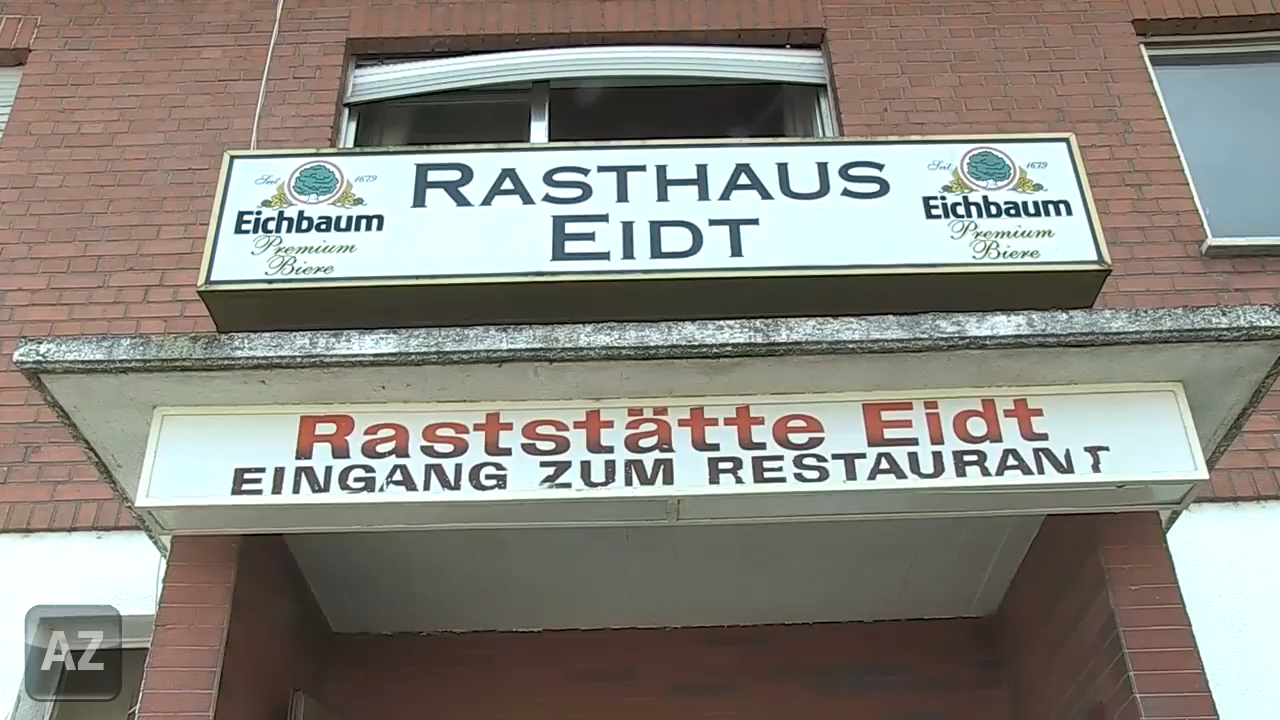 Seit 1679
Eichbaum
Premium
Biere
RASTHAUS
EIDT
Seit 1679
Eichbaum
Premium
Biere
Raststätte Eidt
EINGANG ZUM RESTAURANT
AZ